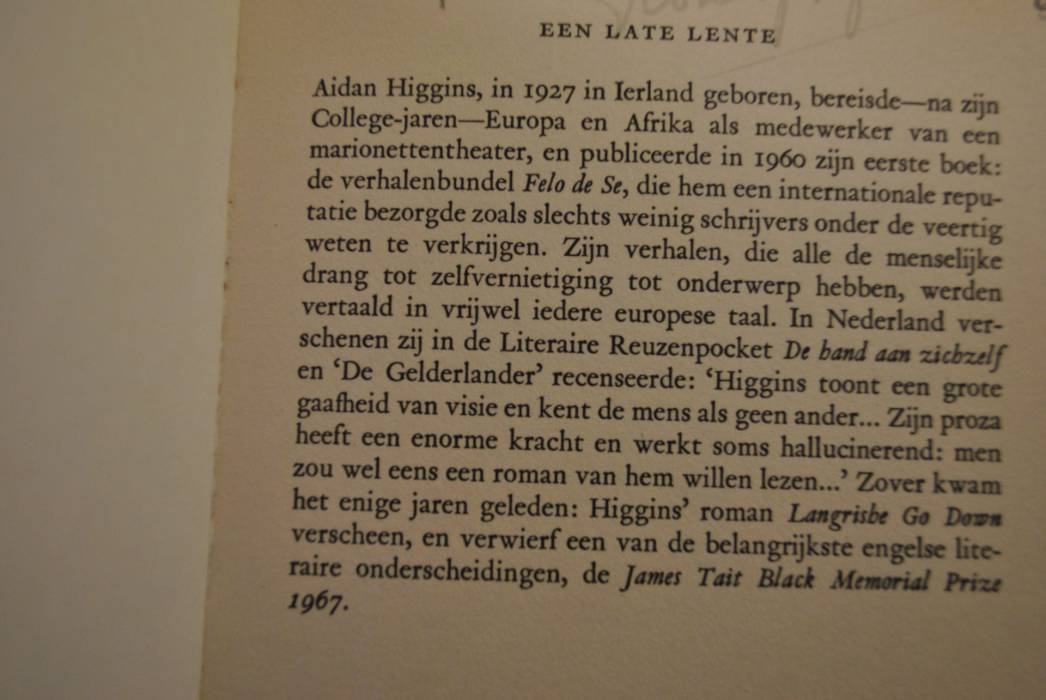 EEN LATE LENTE
Aidan Higgins, in 1927 in Ierland geboren, bereisde—na zijn
College-jaren—Europa en Afrika als medewerker van een
marionettentheater, en publiceerde in 1960 zijn eerste boek:
de verhalenbundel Felo de Se, die hem een internationale repu-
tatie bezorgde zoals slechts weinig schrijvers onder de veertig
weten te verkrijgen. Zijn verhalen, die alle de menselijke
drang tot zelfvernietiging tot onderwerp hebben, werden
vertaald in vrijwel iedere europese taal. In Nederland ver-
schenen zij in de Literaire Reuzenpocket De hand aan zichzelf
en ‘De Gelderlander’ recenseerde: ‘Higgins toont een grote
gaafheid van visie en kent de mens als geen ander... Zijn proza
heeft een enorme kracht en werkt soms hallucinerend: men
zou wel eens een roman van hem willen lezen...’ Zover kwam
het enige jaren geleden: Higgins’ roman Langrishe Go Down
verscheen, en verwierf een van de belangrijkste engelse lite-
raire onderscheidingen, de James Tait Black Memorial Prize
1967.